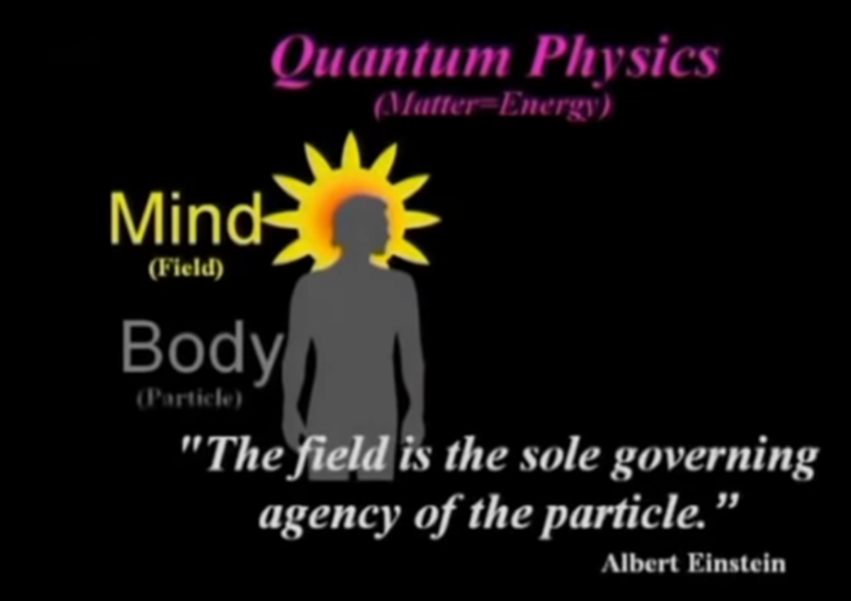 Quantum Physics
(Matter=Energy)
Mind
(Field)
Body
(Particle)
"The field is the sole governing
agency of the particle.”
Albert Einstein